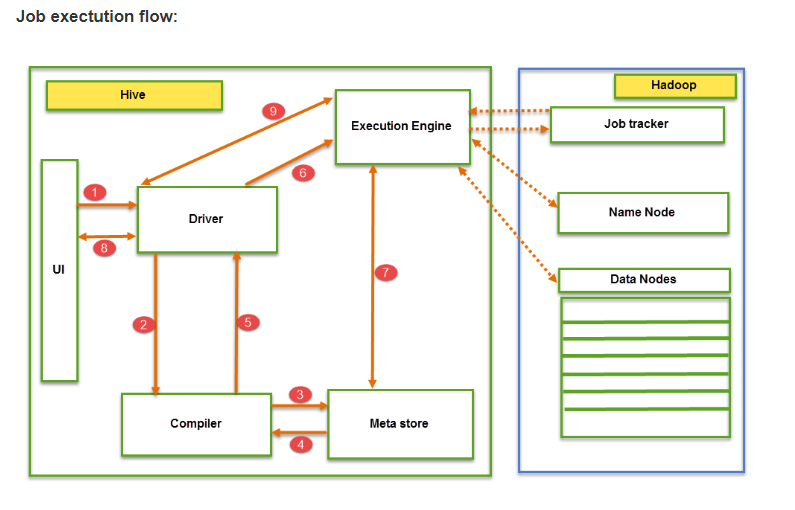 Job exectution flow:
Hive
Hadoop
Execution Engine
Job tracker
9
6
1
Driver
Name Node
8
UI
7
Data Nodes
2
5
3
Compiler
Meta store
4